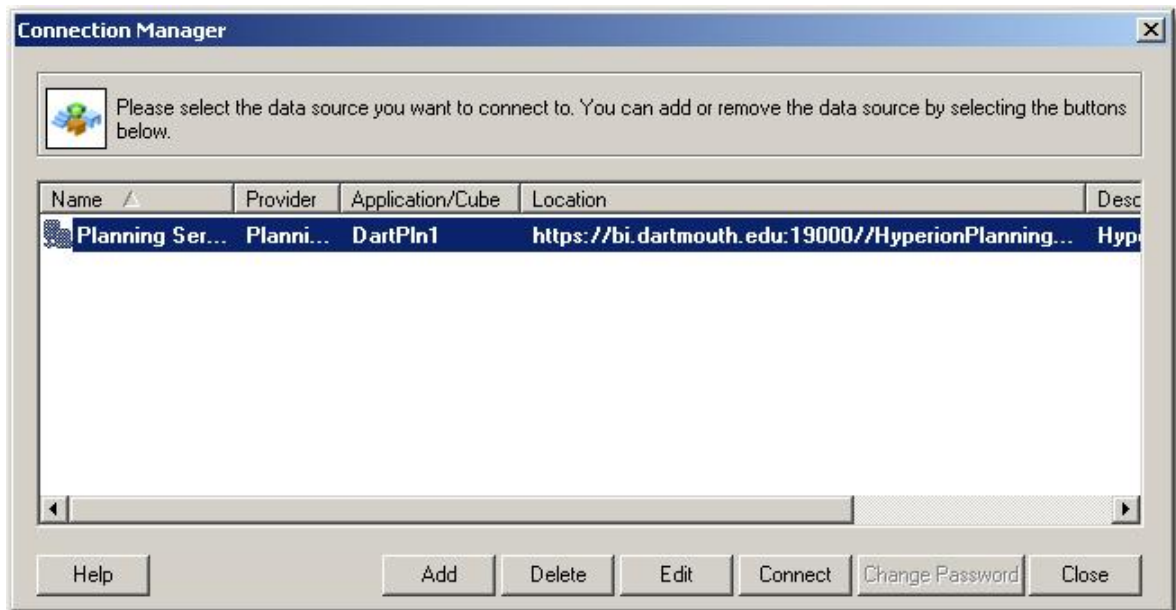 Connection Manager
Please select the data source you want to connect to. You can add or remove the data source by selecting the buttons
below.
Name Provider Application/Cube Location Desc
Planning Ser... Planni... DartPln1 https://bi.dartmouth.edu:19000//HyperionPlanning... Hype
Help Add Delete Edit Connect Change Password Close